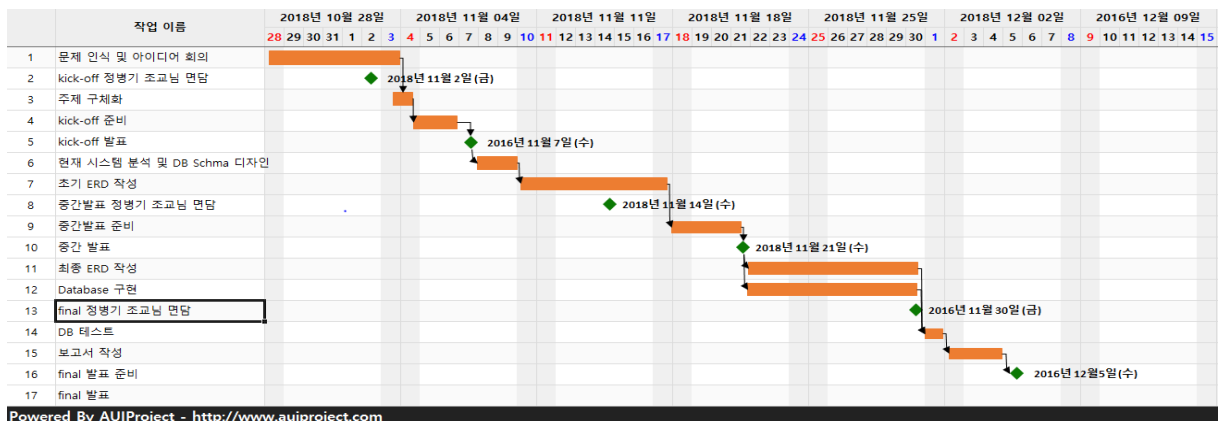 작업 이름
2018년 10월 28일 2018년 11월 04일 2018년 11월 11일 2018년 11월 18일 2018년 11월 25일 2018년 12월 02일 2016년 12월 09일
28 29 30 31 1 2 3 4 5 6 7 8 9 10 11 12 13 14 15 16 17 18 19 20 21 22 23 24 25 26 27 28 29 30 1 2 3 4 5 6 7 8 9 10 11 12 13 14 15
1 문제 인식 및 아이디어 회의
2 kick-off 정병기 조교님 면담 2018년 11월 2일 (금)
3 주제 구체화
4 kick-off 준비
5 kick-off 발표 2016년 11월 7일 (수)
6 현재 시스템 분석 및 DB Schma 디자인
7 조기 ERD 작성
8 중간발표 정병기 조교님 면담 2018년 11월 14일 (수)
9 중간발표 준비
10 중간 발표 2018년 11월 21일 (수)
11 최종 ERD 작성
12 Database 구현
13 final 정병기 조교님 면담 2016년 11월 30일 (금)
14 DB 테스트
15 보고서 작성
16 final 발표 준비 2016년 12월5일 (수)
17 final 발표
Powered By AUIProject - http://www.auiproject.com